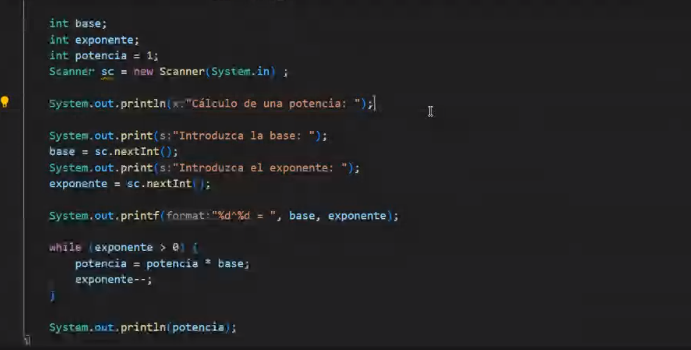 int base;
int exponente;
int potencia = 1;
Scanner sc = new Scanner(System.in) ;
System.out.println(x:"Cálculo de una potencia: ");
System.out.print(s:"Introduzca la base: ");
base = sc.nextInt();
System.out.print(s:"Introduzca el exponente: ");
exponente = sc.nextInt();
System.out.printf(format:"%d^%d = ", base, exponente);
while (exponente > 0) {
potencia = potencia * base;
exponente--;
}
System.out.println(potencia);
}